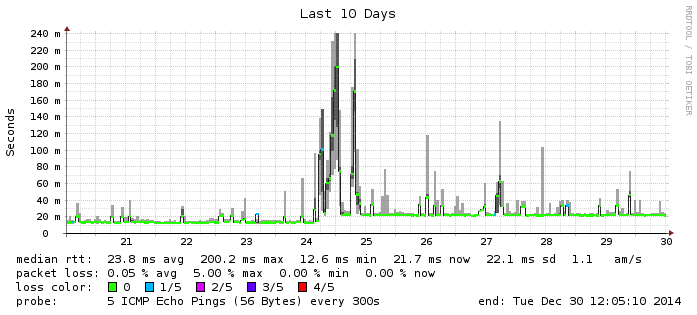 Last 10 Days
RRDTOOL / TOBI OETIKER
Seconds
240 m
220 m
200 m
180 m
160 m
140 m
120 m
100 m
80 m
60 m
40 m
20 m
0
21 22 23 24 25 26 27 28 29 30
median rtt: 23.8 ms avg 200.2 ms max 12.6 ms min 21.7 ms now 22.1 ms sd 1.1 am/s
packet loss: 0.05 % avg 5.00 % max 0.00 % min 0.00 % now
loss color: 0 1/5 2/5 3/5 4/5
probe: 5 ICMP Echo Pings (56 Bytes) every 300s end: Tue Dec 30 12:05:10 2014